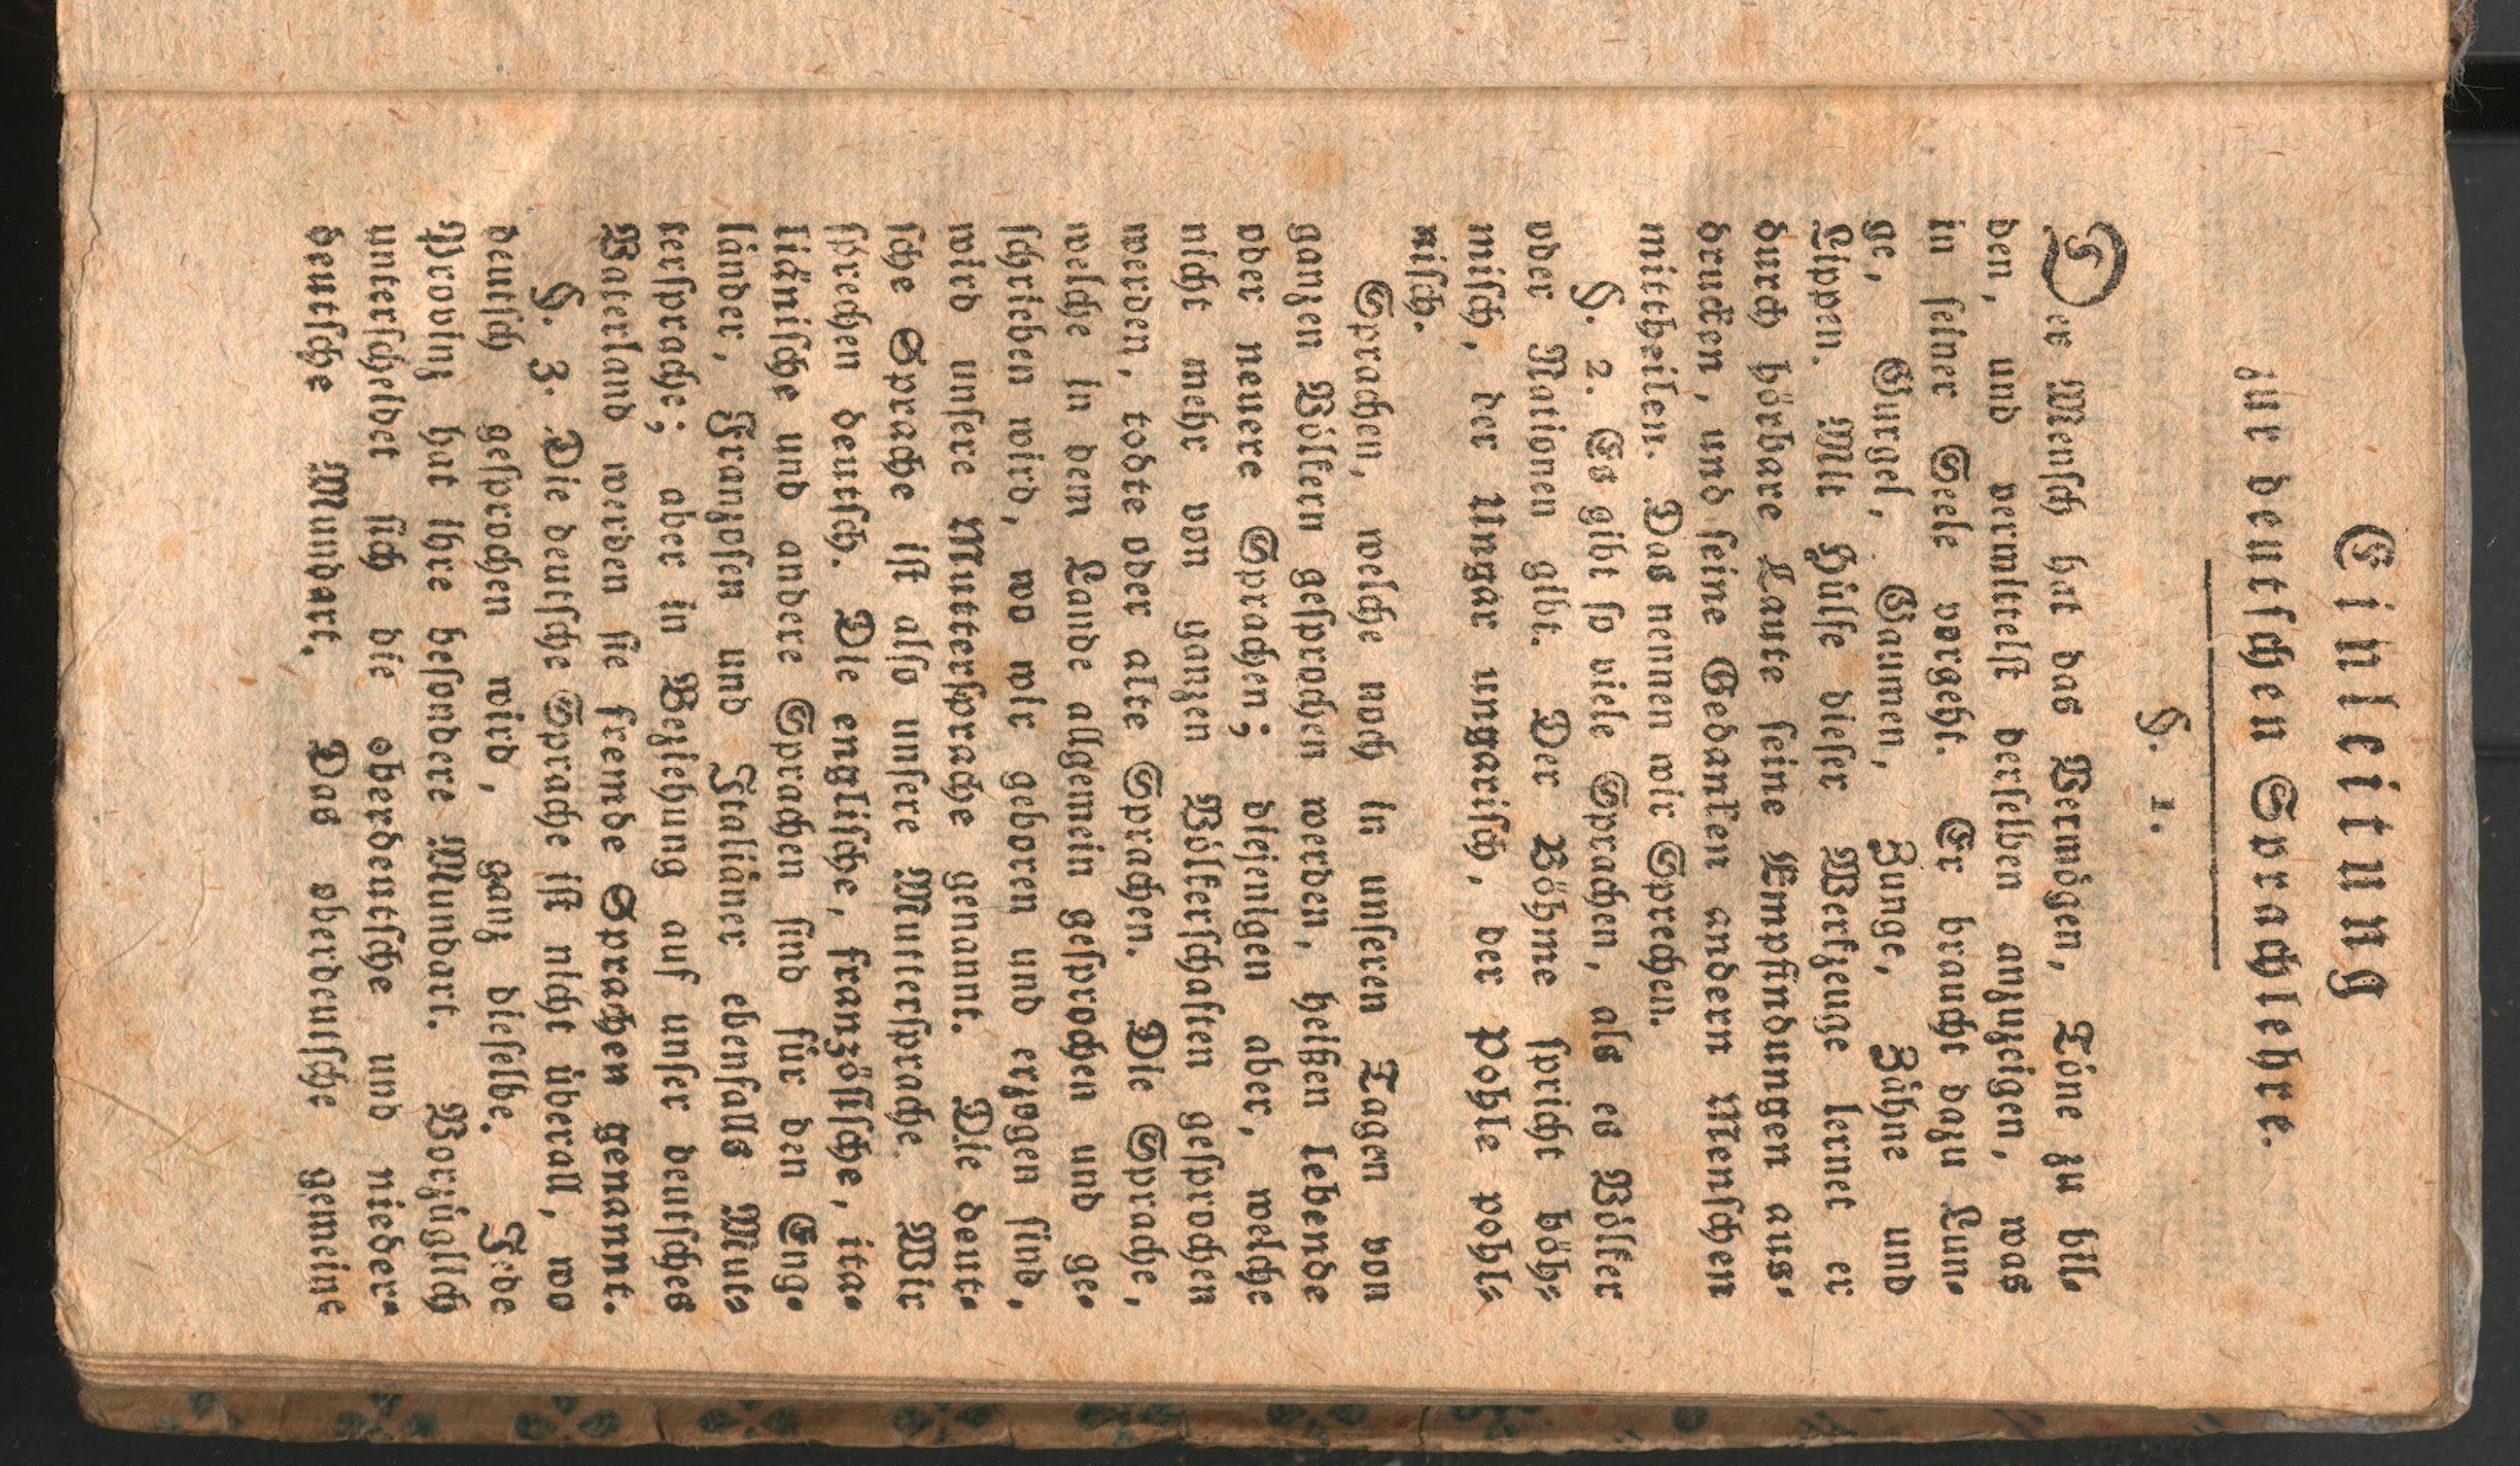 Einleitung
zur deutschen Sprachlehre.
§. 1.
Der Mensch hat das Vermögen, Töne zu bil-
den, und vermittelst derselben anzuzeigen, was
in seiner Seele vorgeht. Er braucht dazu Lun-
ge, Gurgel, Gaumen, Zunge, Zähne und
Lippen. Mit Hülfe dieser Werkzeuge lernet er
durch hörbare Laute seine Empfindungen aus-
drucken, und seine Gedanken andern Menschen
mittheilen. Das nennen wir Sprechen.
§. 2. Es gibt so viele Sprachen, als es Völker
oder Nationen gibt. Der Böhme spricht böh-
misch, der Ungar ungarisch, der Pohle pohl-
nisch.
Sprachen, welche noch in unseren Tagen von
ganzen Völkern gesprochen werden, heißen lebende
oder neuere Sprachen; diejenigen aber, welche
nicht mehr von ganzen Völkerschaften gesprochen
werden, todte oder alte Sprachen. Die Sprache,
welche in dem Lande allgemein gesprochen und ge-
schrieben wird, wo wir geboren und erzogen sind,
wird unsere Muttersprache genannt. Die deut-
sche Sprache ist also unsere Muttersprache. Wir
sprechen deutsch. Die englische, französische, ita-
liänische und andere Sprachen sind für den Eng-
länder, Franzosen und Italiäner ebenfalls Mut-
tersprache; aber in Beziehung auf unser deutsches
Vaterland werden sie fremde Sprachen genannt.
§. 3. Die deutsche Sprache ist nicht überall, wo
deutsch gesprochen wird, ganz dieselbe. Jede
Provinz hat ihre besondere Mundart. Vorzüglich
unterscheidet sich die oberdeutsche und nieder-
deutsche Mundart. Das oberdeutsche gemeine